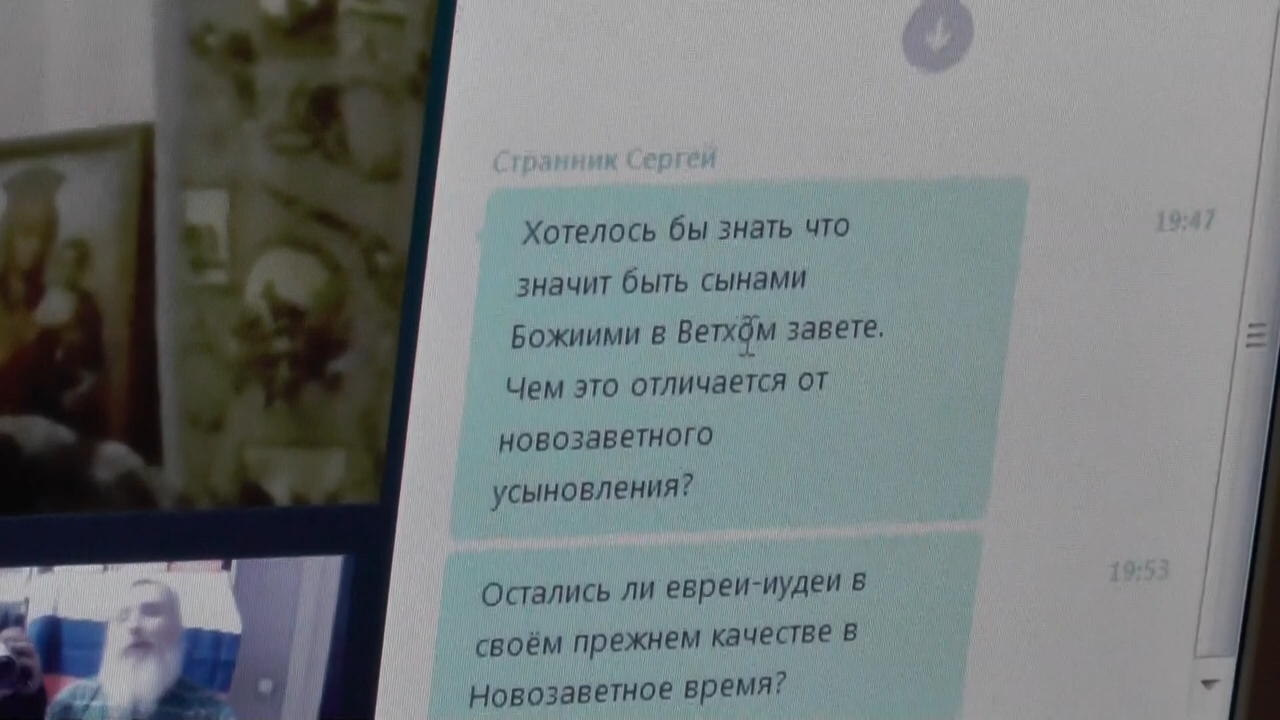 Странник Сергей
Хотелось бы знать что
19:47
значит быть сынами
Божиими в Ветхом завете.
Чем это отличается от
новозаветного
усыновления?
Остались ли евреи-иудеи в
19:53
своём прежнем качестве в
Новозаветное время?